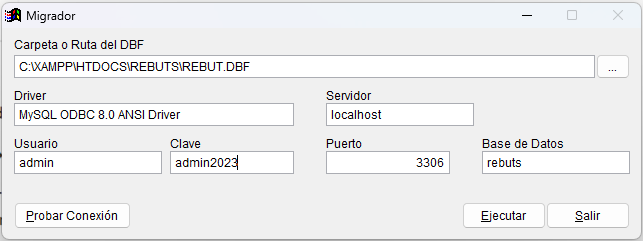 Migrador
Carpeta o Ruta del DBF
C:\XAMPP\HTDOCS\REBUTS\REBUT.DBF
...
Driver
Servidor
MySQL ODBC 8.0 ANSI Driver
localhost
Usuario
Clave
Puerto
Base de Datos
admin
admin2023
3306
rebuts
Probar Conexión
Ejecutar
Salir